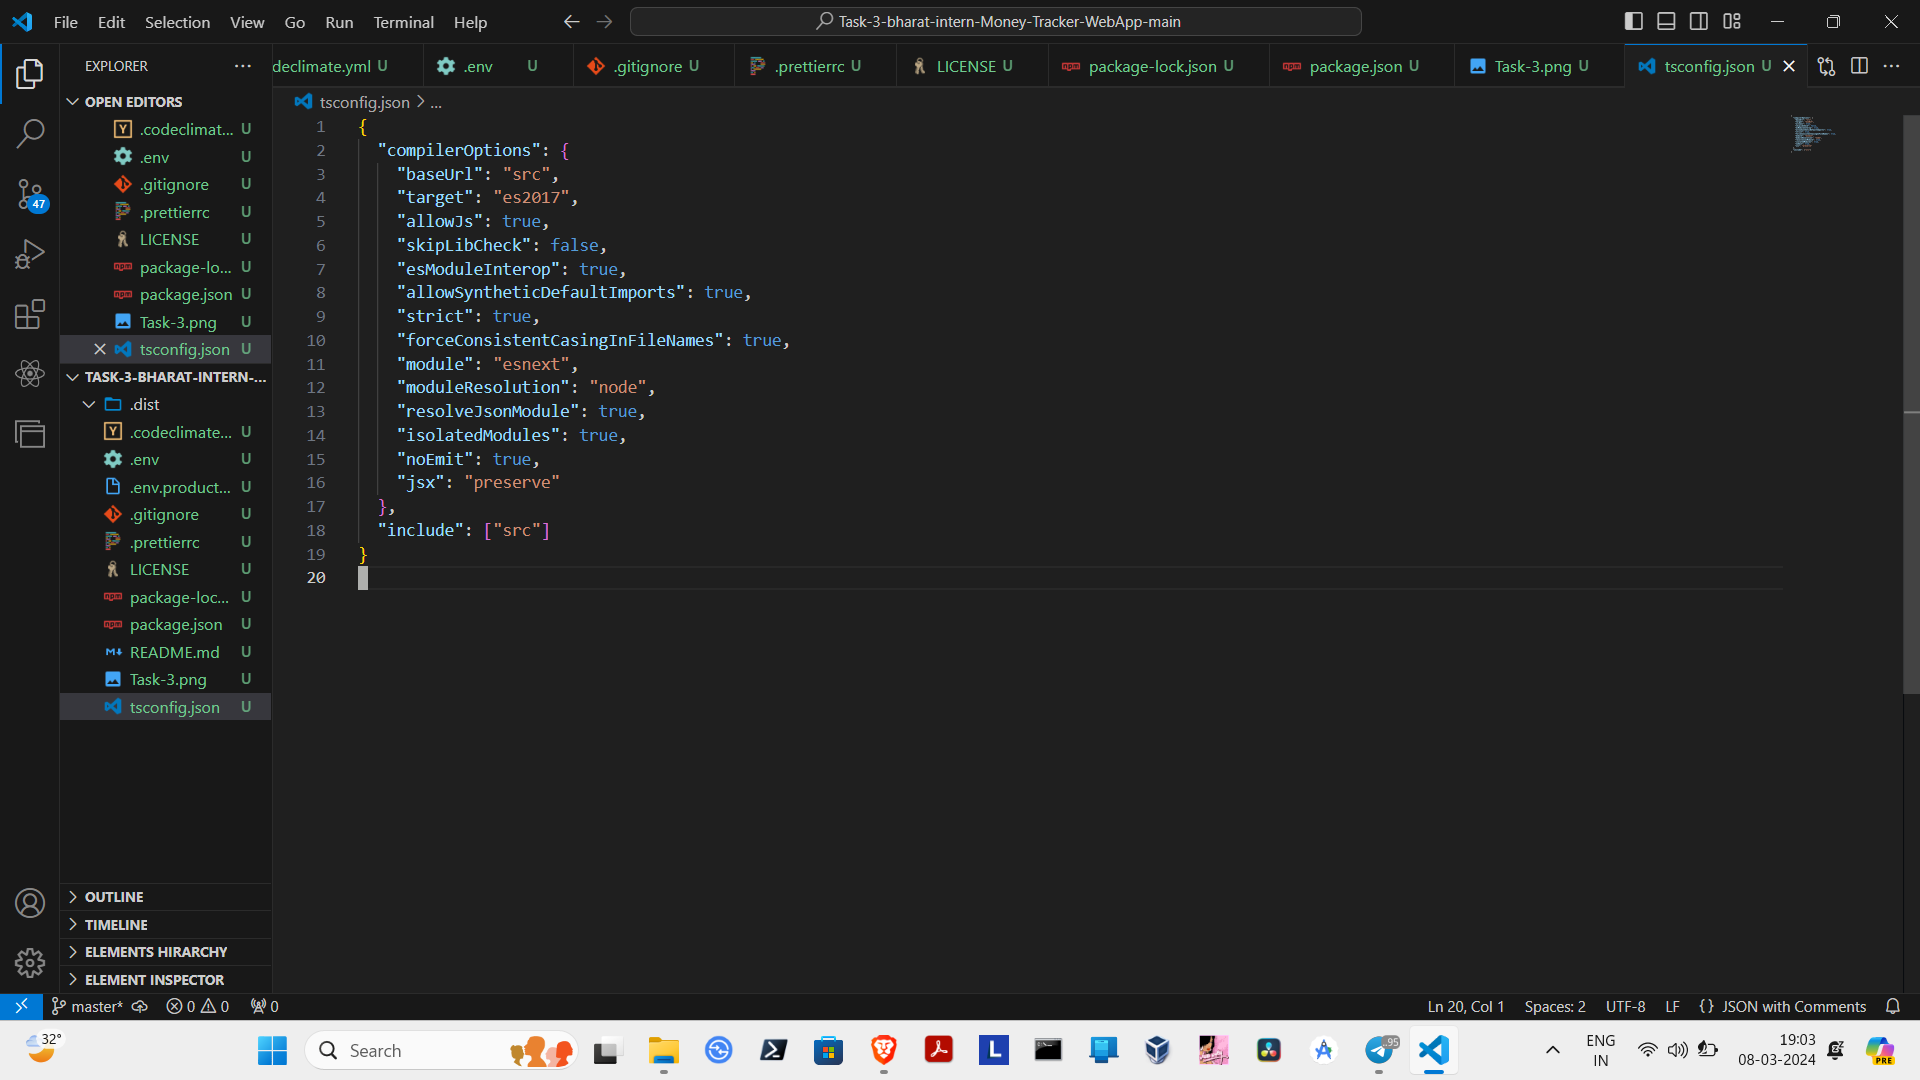 File Edit Selection View Go Run Terminal Help
Task-3-bharat-intern-Money-Tracker-WebApp-main
EXPLORER
OPEN EDITORS
.codeclimat... U
.env U
.gitignore U
.prettierrc U
LICENSE U
package-lo... U
package.json U
Task-3.png U
tsconfig.json U
TASK-3-BHARAT-INTERN-...
.dist
.codeclimate... U
.env U
.env.product... U
.gitignore U
.prettierrc U
LICENSE U
package-loc... U
package.json U
README.md U
Task-3.png U
tsconfig.json U
OUTLINE
TIMELINE
ELEMENTS HIRARCHY
ELEMENT INSPECTOR
47
declimate.yml U .env U .gitignore U .prettierrc U LICENSE U package-lock.json U package.json U Task-3.png U tsconfig.json U
tsconfig.json > ...
1 {
2 "compilerOptions": {
3 "baseUrl": "src",
4 "target": "es2017",
5 "allowJs": true,
6 "skipLibCheck": false,
7 "esModuleInterop": true,
8 "allowSyntheticDefaultImports": true,
9 "strict": true,
10 "forceConsistentCasingInFileNames": true,
11 "module": "esnext",
12 "moduleResolution": "node",
13 "resolveJsonModule": true,
14 "isolatedModules": true,
15 "noEmit": true,
16 "jsx": "preserve"
17 },
18 "include": ["src"]
19 }
20
master* 0 0 0 Ln 20, Col 1 Spaces: 2 UTF-8 LF {} JSON with Comments
32° Search L 95 ENG IN 19:03 08-03-2024 PRE